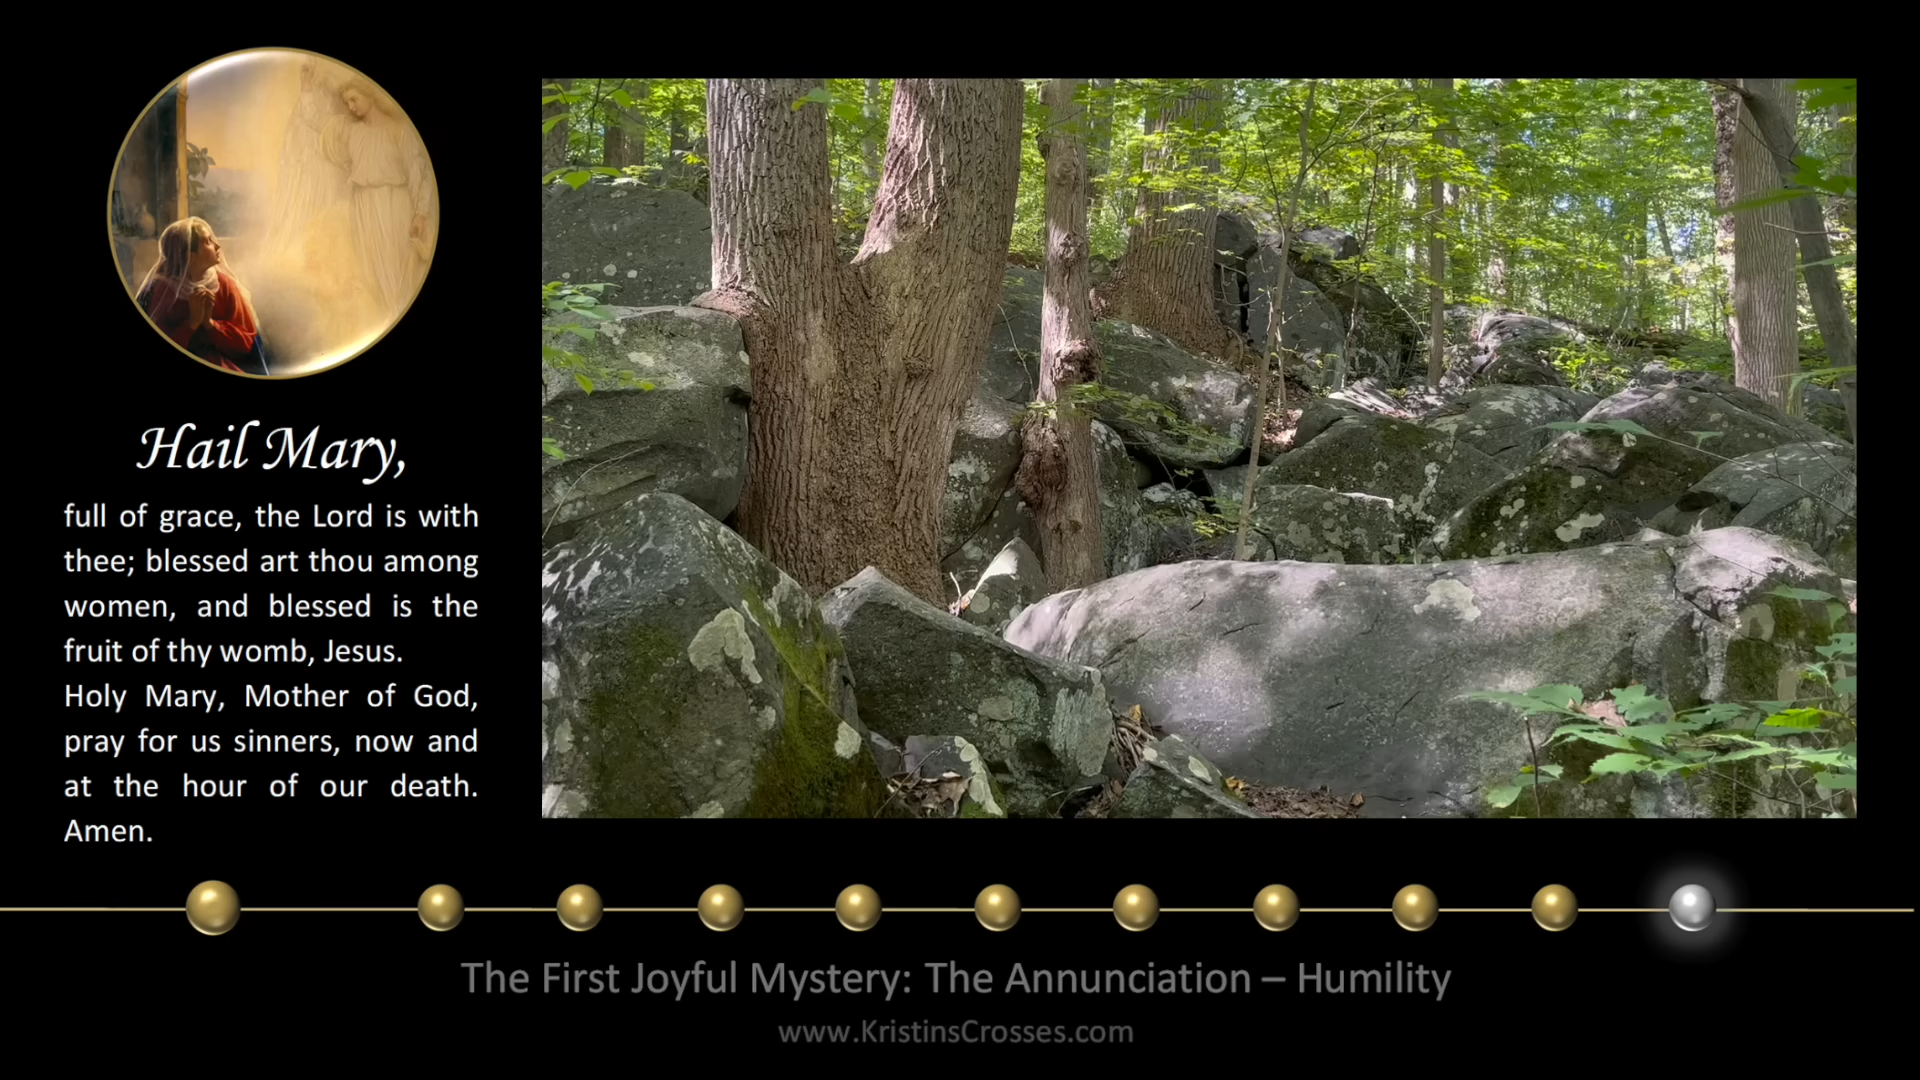 Hail Mary,
full of grace, the Lord is with
thee; blessed art thou among
women, and blessed is the
fruit of thy womb, Jesus.
Holy Mary, Mother of God,
pray for us sinners, now and
at the hour of our death.
Amen.
The First Joyful Mystery: The Annunciation – Humility
www.KristinsCrosses.com